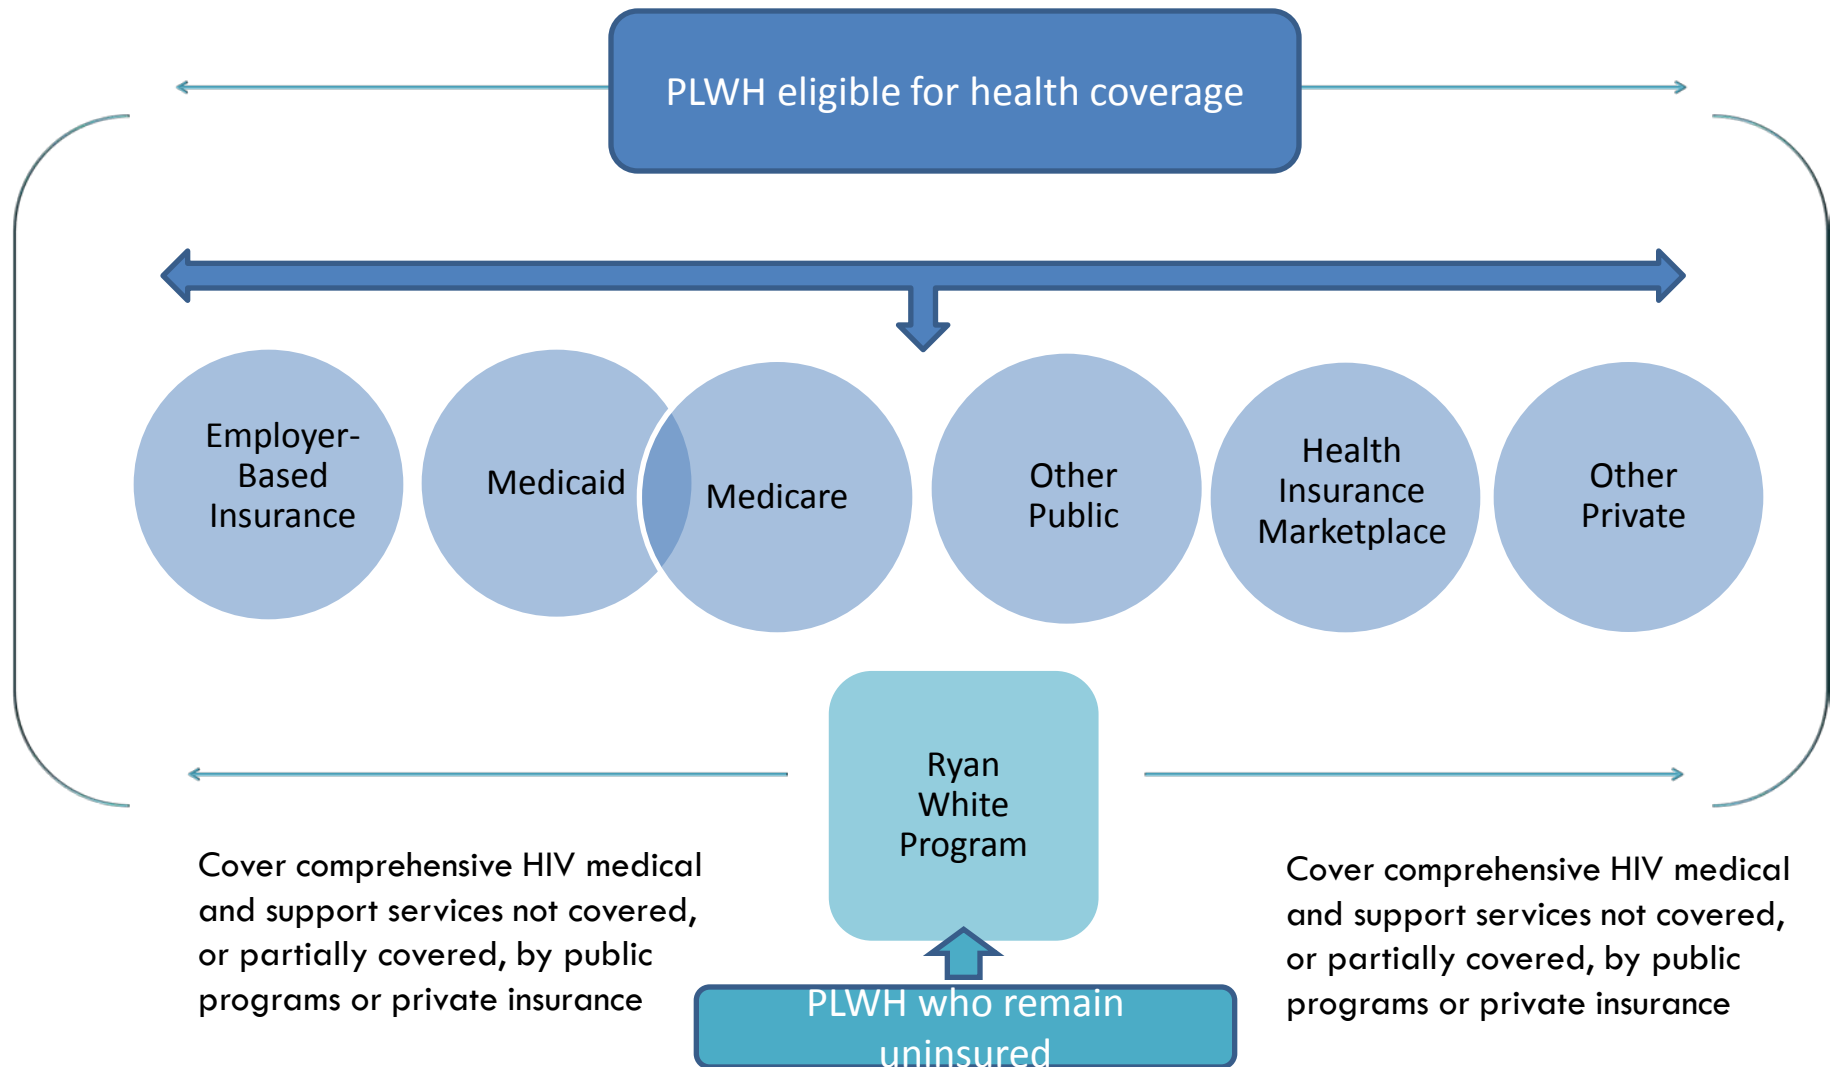 PLWH eligible for health coverage
Employer-
Based
Insurance
Medicaid
Medicare
Other
Public
Health
Insurance
Marketplace
Other
Private
Ryan
White
Program
Cover comprehensive HIV medical
and support services not covered,
or partially covered, by public
programs or private insurance
PLWH who remain
uninsured
Cover comprehensive HIV medical
and support services not covered,
or partially covered, by public
programs or private insurance